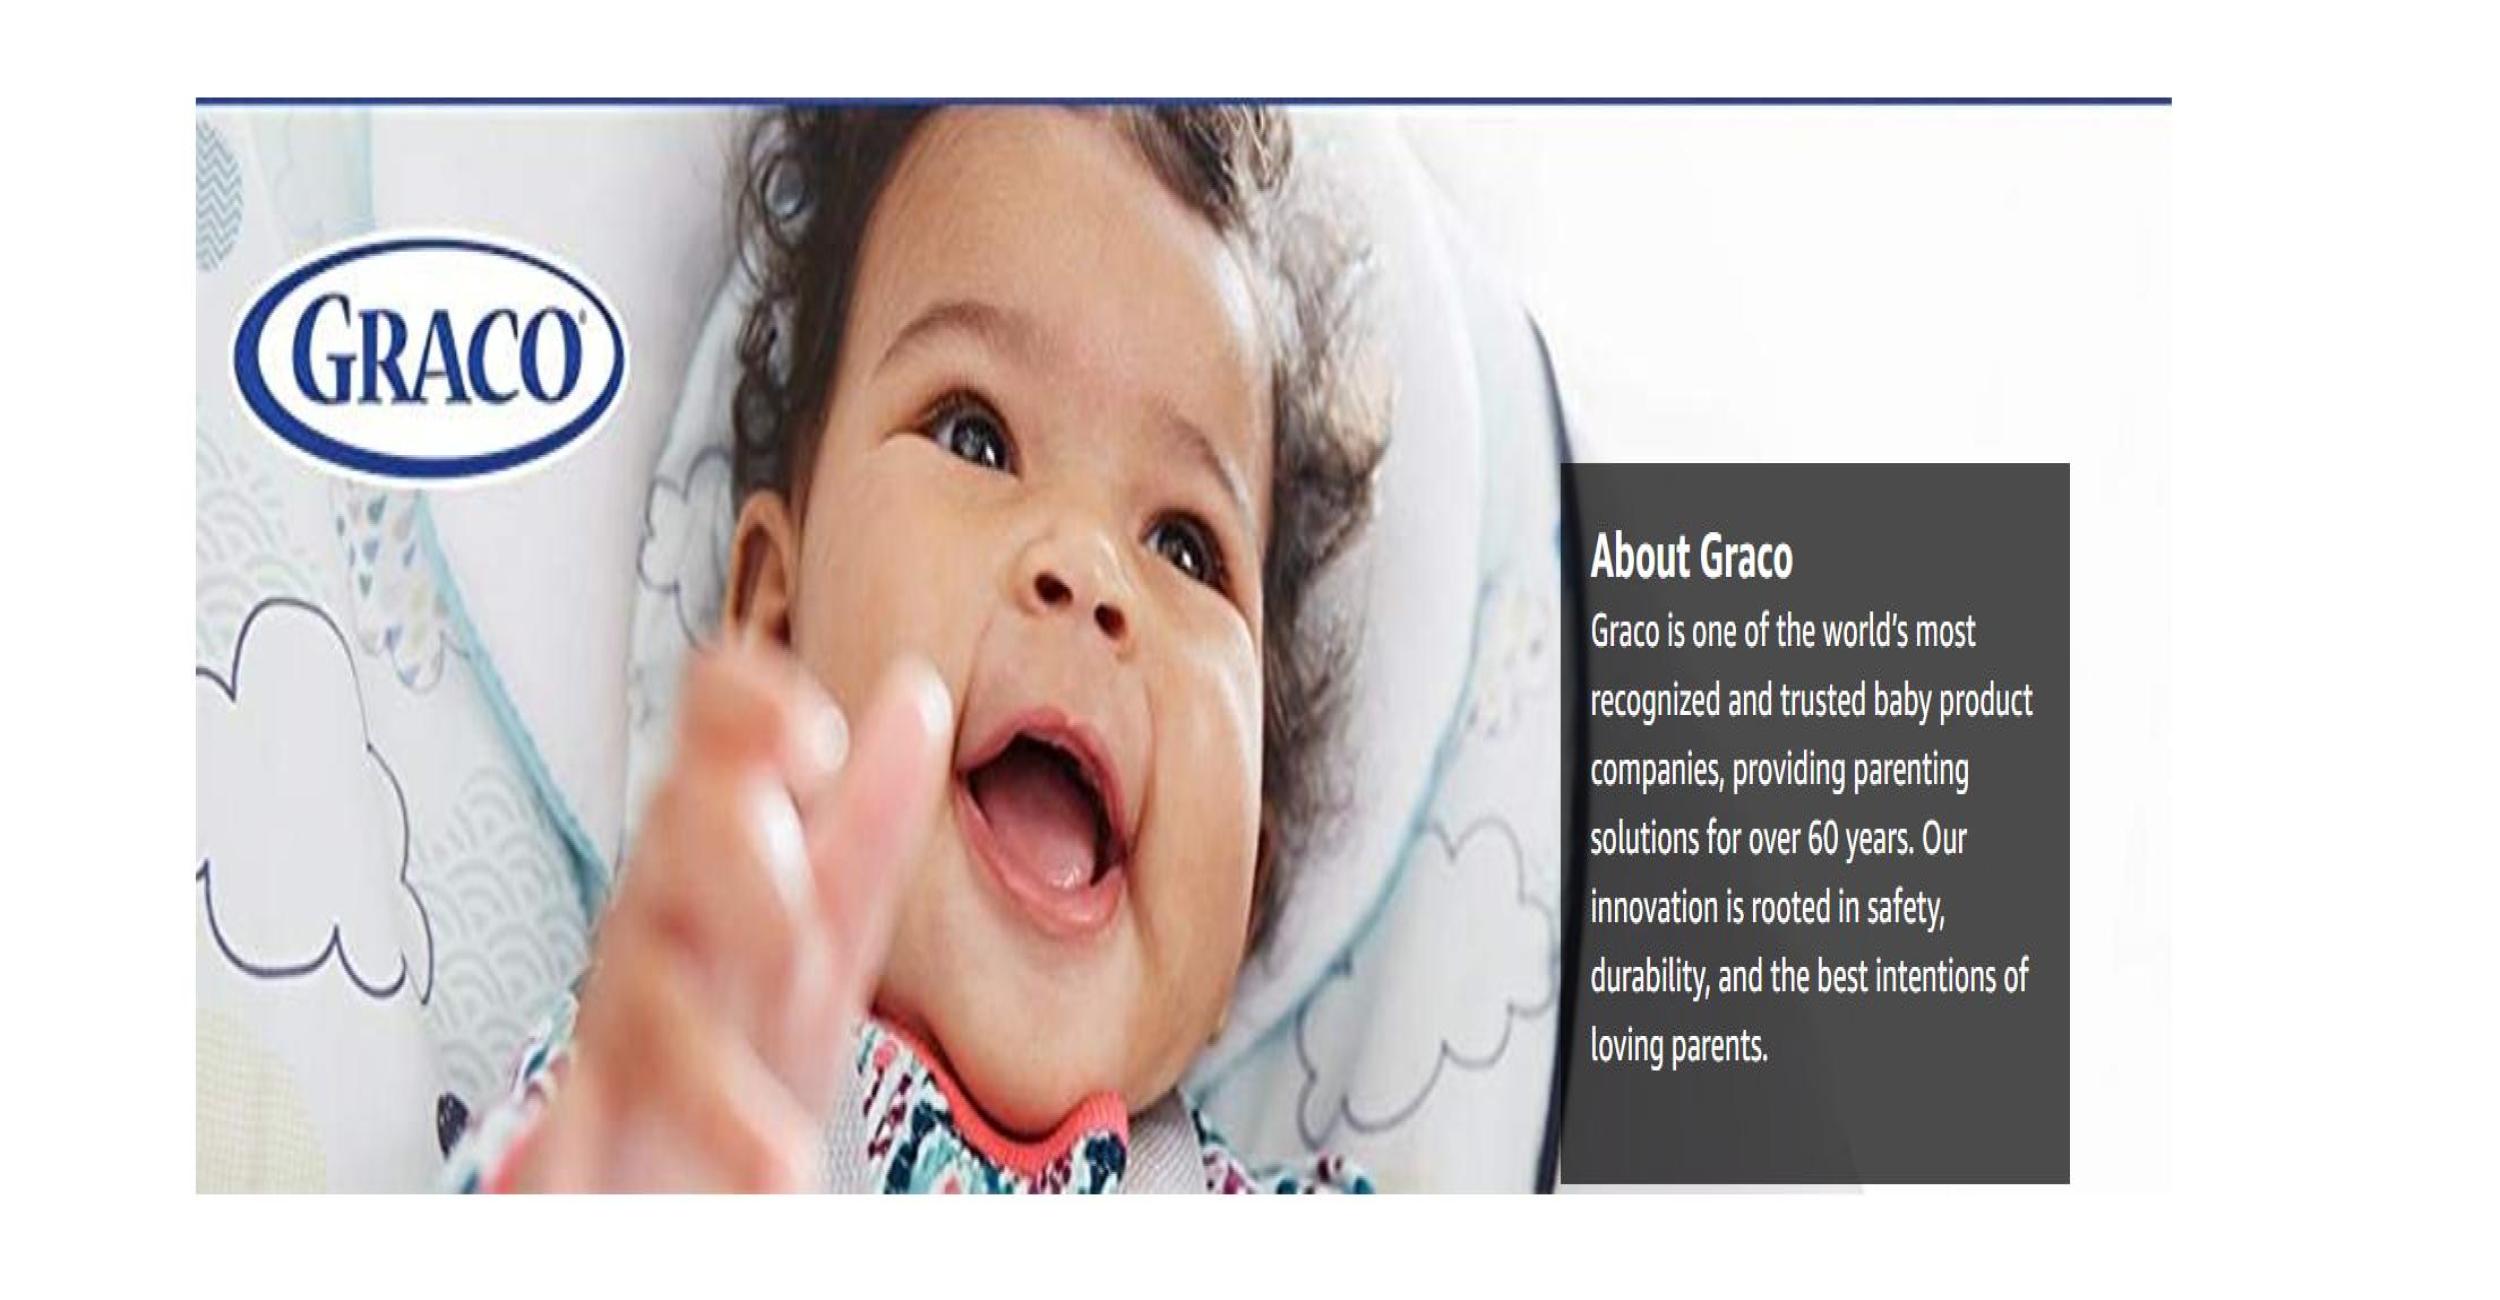 GRACO
About Graco
Graco is one of the world’s most
recognized and trusted baby product
companies, providing parenting
solutions for over 60 years. Our
innovation is rooted in safety,
durability, and the best intentions of
loving parents.